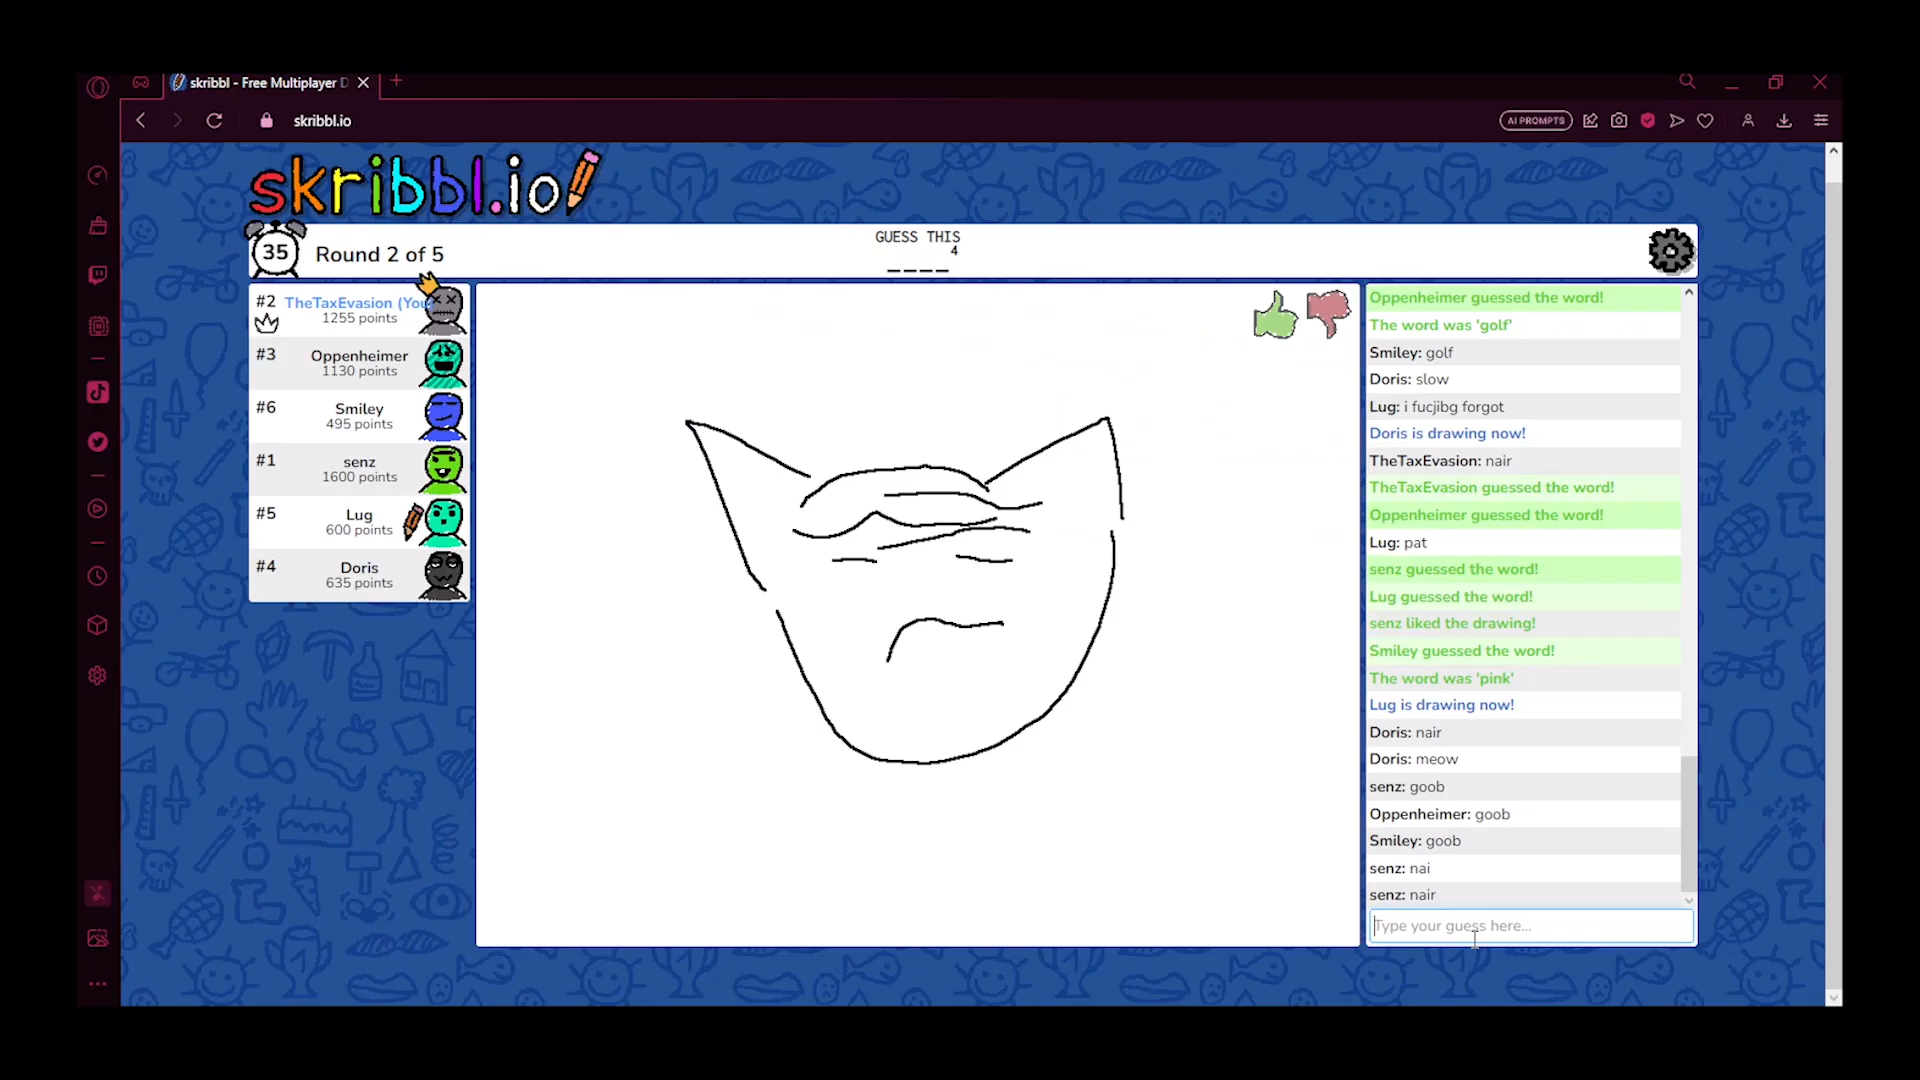 skribbl - Free Multiplayer D
skribbl.io
AI PROMPTS
skribbl.io
35
Round 2 of 5
GUESS THIS
4
____
#2
TheTaxEvasion (You
1255 points
#3
Oppenheimer
1130 points
#6
Smiley
495 points
#1
senz
1600 points
#5
Lug
600 points
#4
Doris
635 points
Oppenheimer guessed the word!
The word was 'golf'
Smiley: golf
Doris: slow
Lug: i fucjibg forgot
Doris is drawing now!
TheTaxEvasion: nair
TheTaxEvasion guessed the word!
Oppenheimer guessed the word!
Lug: pat
senz guessed the word!
Lug guessed the word!
senz liked the drawing!
Smiley guessed the word!
The word was 'pink'
Lug is drawing now!
Doris: nair
Doris: meow
senz: goob
Oppenheimer: goob
Smiley: goob
senz: nai
senz: nair
Type your guess here...